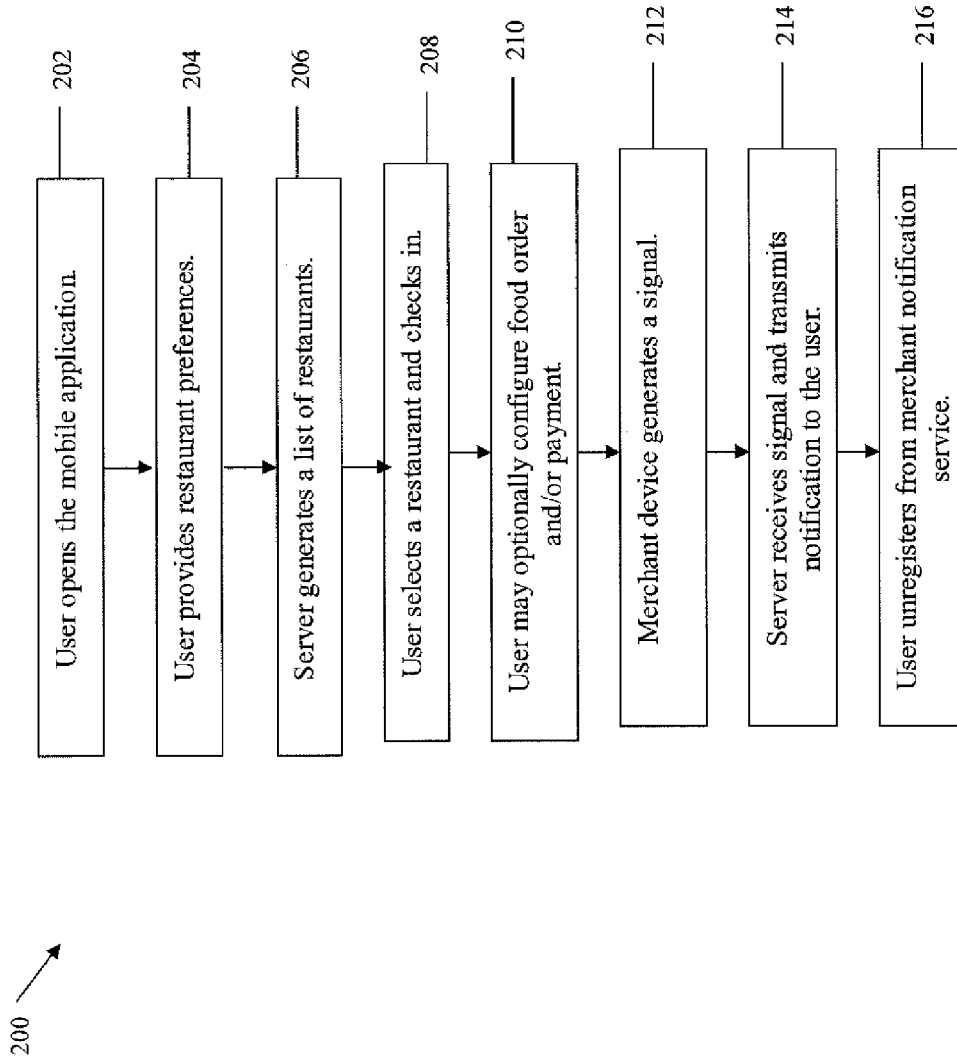 200
User opens the mobile application.
202
User provides restaurant preferences.
204
Server generates a list of restaurants.
206
User selects a restaurant and checks in.
208
User may optionally configure food order
and/or payment.
210
Merchant device generates a signal.
212
Server receives signal and transmits
notification to the user.
214
User unregisters from merchant notification
service.
216